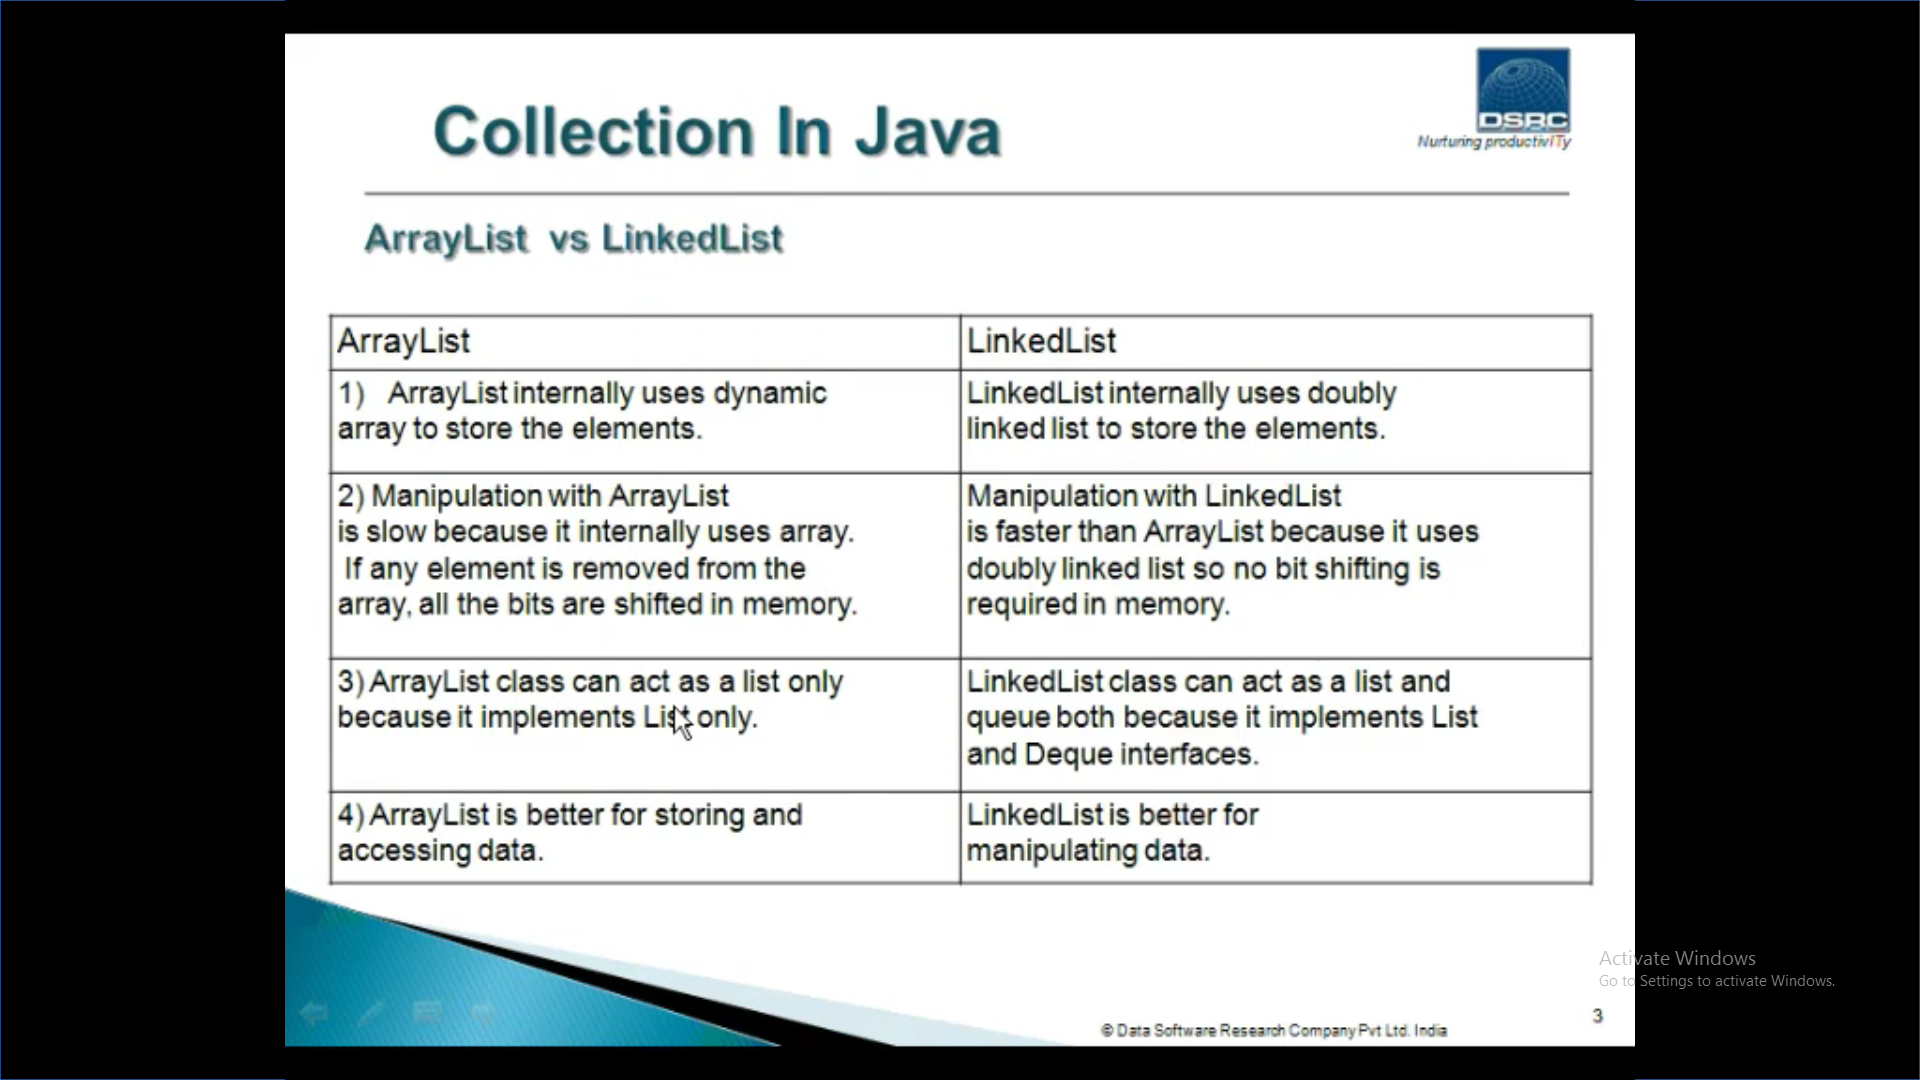 DSRC
Nurturing productivITy
Collection In Java
ArrayList vs LinkedList
ArrayList
LinkedList
1) ArrayList internally uses dynamic
array to store the elements.
LinkedList internally uses doubly
linked list to store the elements.
2) Manipulation with ArrayList
is slow because it internally uses array.
If any element is removed from the
array, all the bits are shifted in memory.
Manipulation with LinkedList
is faster than ArrayList because it uses
doubly linked list so no bit shifting is
required in memory.
3) ArrayList class can act as a list only
because it implements List only.
LinkedList class can act as a list and
queue both because it implements List
and Deque interfaces.
4) ArrayList is better for storing and
accessing data.
LinkedList is better for
manipulating data.
Activate Windows
Go to Settings to activate Windows.
3
© Data Software Research Company Pvt Ltd. India